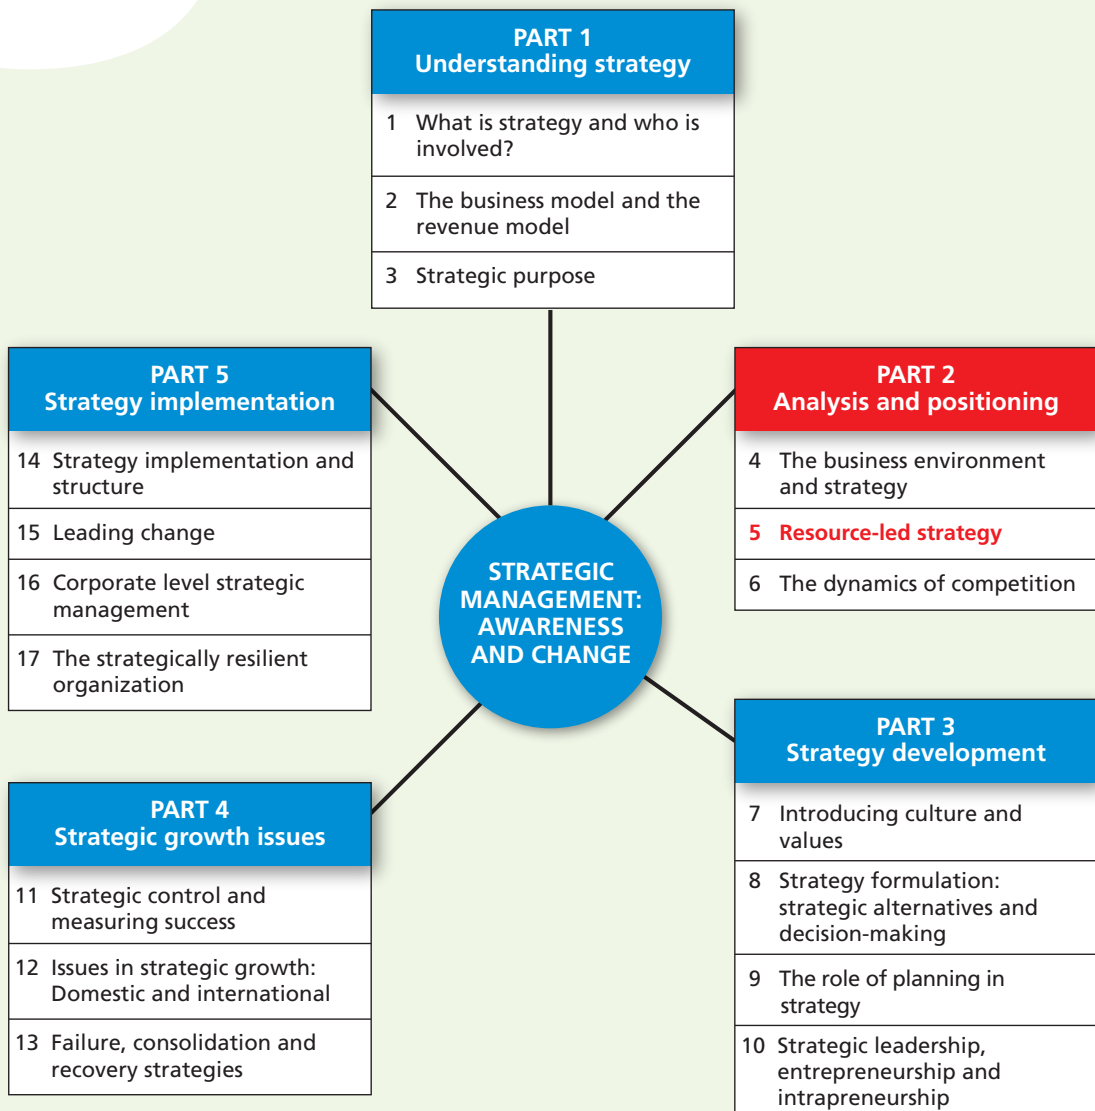 PART 1
Understanding strategy
1 What is strategy and who is
involved?
2 The business model and the
revenue model
3 Strategic purpose
PART 5
Strategy implementation
14 Strategy implementation and
structure
15 Leading change
16 Corporate level strategic
management
17 The strategically resilient
organization
PART 2
Analysis and positioning
4 The business environment
and strategy
5 Resource-led strategy
6 The dynamics of competition
STRATEGIC
MANAGEMENT:
AWARENESS
AND CHANGE
PART 4
Strategic growth issues
11 Strategic control and
measuring success
12 Issues in strategic growth:
Domestic and international
13 Failure, consolidation and
recovery strategies
PART 3
Strategy development
7 Introducing culture and
values
8 Strategy formulation:
strategic alternatives and
decision-making
9 The role of planning in
strategy
10 Strategic leadership,
entrepreneurship and
intrapreneurship